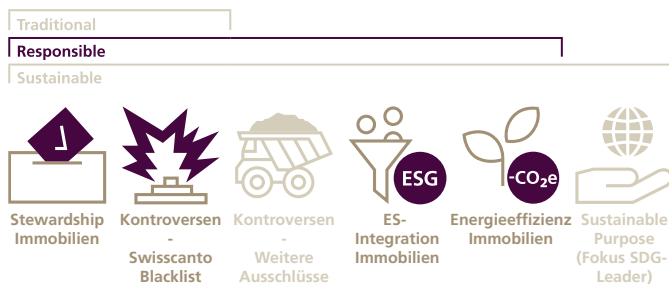 Traditional
Responsible
Sustainable
ESG
-CO₂e
Stewardship
Immobilien
Kontroversen
-
Swisscanto
Blacklist
Kontroversen
-
Weitere
Ausschlüsse
ES-
Integration
Immobilien
Energieeffizienz
Immobilien
Sustainable
Purpose
(Fokus SDG-
Leader)